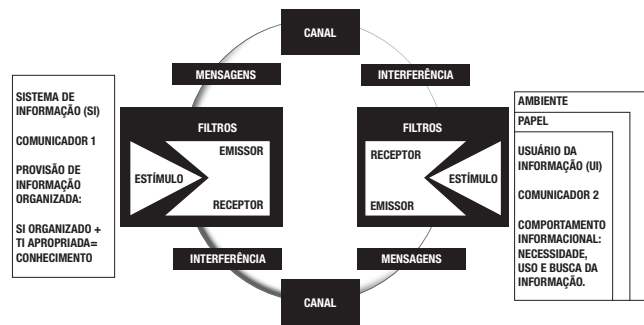 CANAL
MENSAGENS
INTERFERÊNCIA
SISTEMA DE
INFORMAÇÃO (SI)
COMUNICADOR 1
PROVISÃO DE
INFORMAÇÃO
ORGANIZADA:
SI ORGANIZADO +
TI APROPRIADA=
CONHECIMENTO
FILTROS
EMISSOR
ESTÍMULO
RECEPTOR
FILTROS
RECEPTOR
ESTÍMULO
EMISSOR
AMBIENTE
PAPEL
USUÁRIO DA
INFORMAÇÃO (UI)
COMUNICADOR 2
COMPORTAMENTO
INFORMACIONAL:
NECESSIDADE,
USO E BUSCA DA
INFORMAÇÃO.
INTERFERÊNCIA
MENSAGENS
CANAL